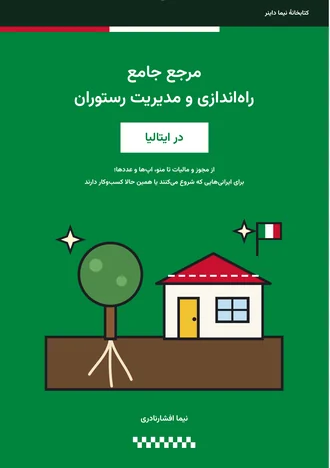 کتابخانهٔ نیما داینر
مرجع جامع
راه‌اندازی و مدیریت رستوران
در ایتالیا
از مجوز و مالیات تا منو، اپ‌ها و عددها؛
برای ایرانی‌هایی که شروع می‌کنند یا همین حالا کسب‌وکار دارند
نیما افشارنادری